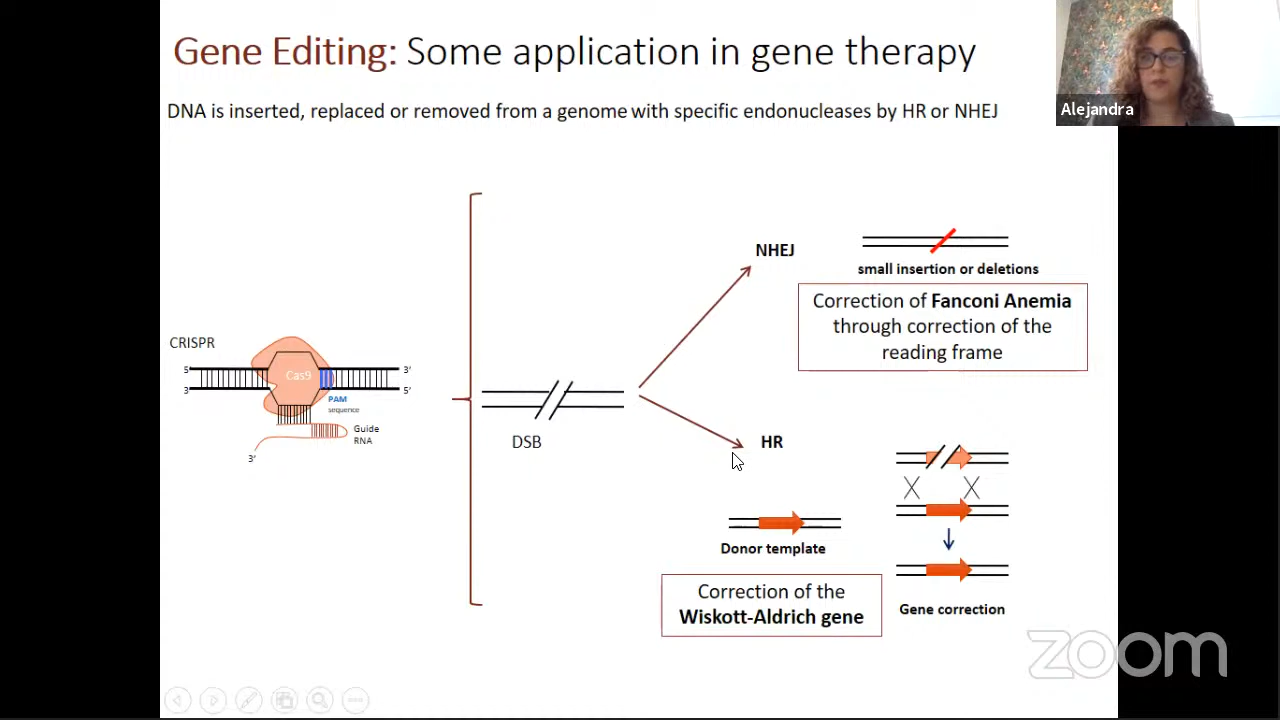 Gene Editing: Some application in gene therapy
Alejandra
DNA is inserted, replaced or removed from a genome with specific endonucleases by HR or NHEJ
NHEJ
small insertion or deletions
Correction of Fanconi Anemia
through correction of the
reading frame
CRISPR
5'
3'
Cas9
3'
5'
PAM
sequence
Guide
RNA
3'
DSB
HR
Donor template
Correction of the
Wiskott-Aldrich gene
Gene correction
zoom